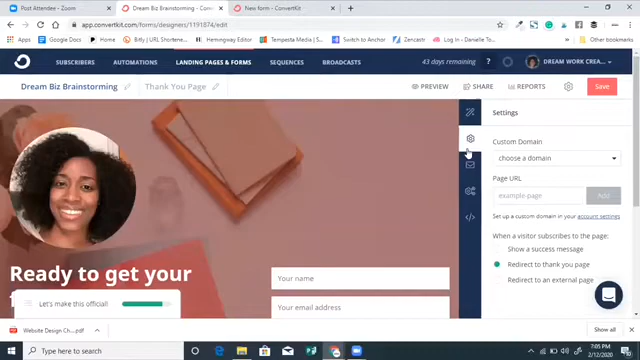 Post Attendee - Zoom
Dream Biz Brainstorming - Conver
New form - ConvertKit
app.convertkit.com/forms/designers/1191874/edit
Apps
Home Page
Bitly | URL Shortene...
Hemmingway Editor
Tempesta Media | C...
Switch to Anchor
Zencastr
Log In ‹ Danielle To...
Other bookmarks
SUBSCRIBERS
AUTOMATIONS
LANDING PAGES & FORMS
SEQUENCES
BROADCASTS
43 days remaining
?
DREAM WORK CREA...
Dream Biz Brainstorming
Thank You Page
PREVIEW
SHARE
REPORTS
Save
Settings
Custom Domain
choose a domain
Page URL
example-page
Add
Set up a custom domain in your account settings
When a visitor subscribes to the page:
Show a success message
Redirect to thank you page
Redirect to an external page
Ready to get your
Your name
Your email address
Let's make this official!
Website Design Ch....pdf
Show all
Type here to search
7:05 PM
2/12/2020